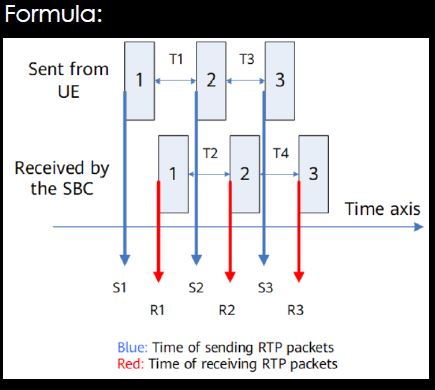 Formula:
Sent from
UE
1
T1
2
T3
3
Received by
the SBC
1
T2
2
T4
3
Time axis
S1
S2
S3
R1
R2
R3
Blue: Time of sending RTP packets
Red: Time of receiving RTP packets